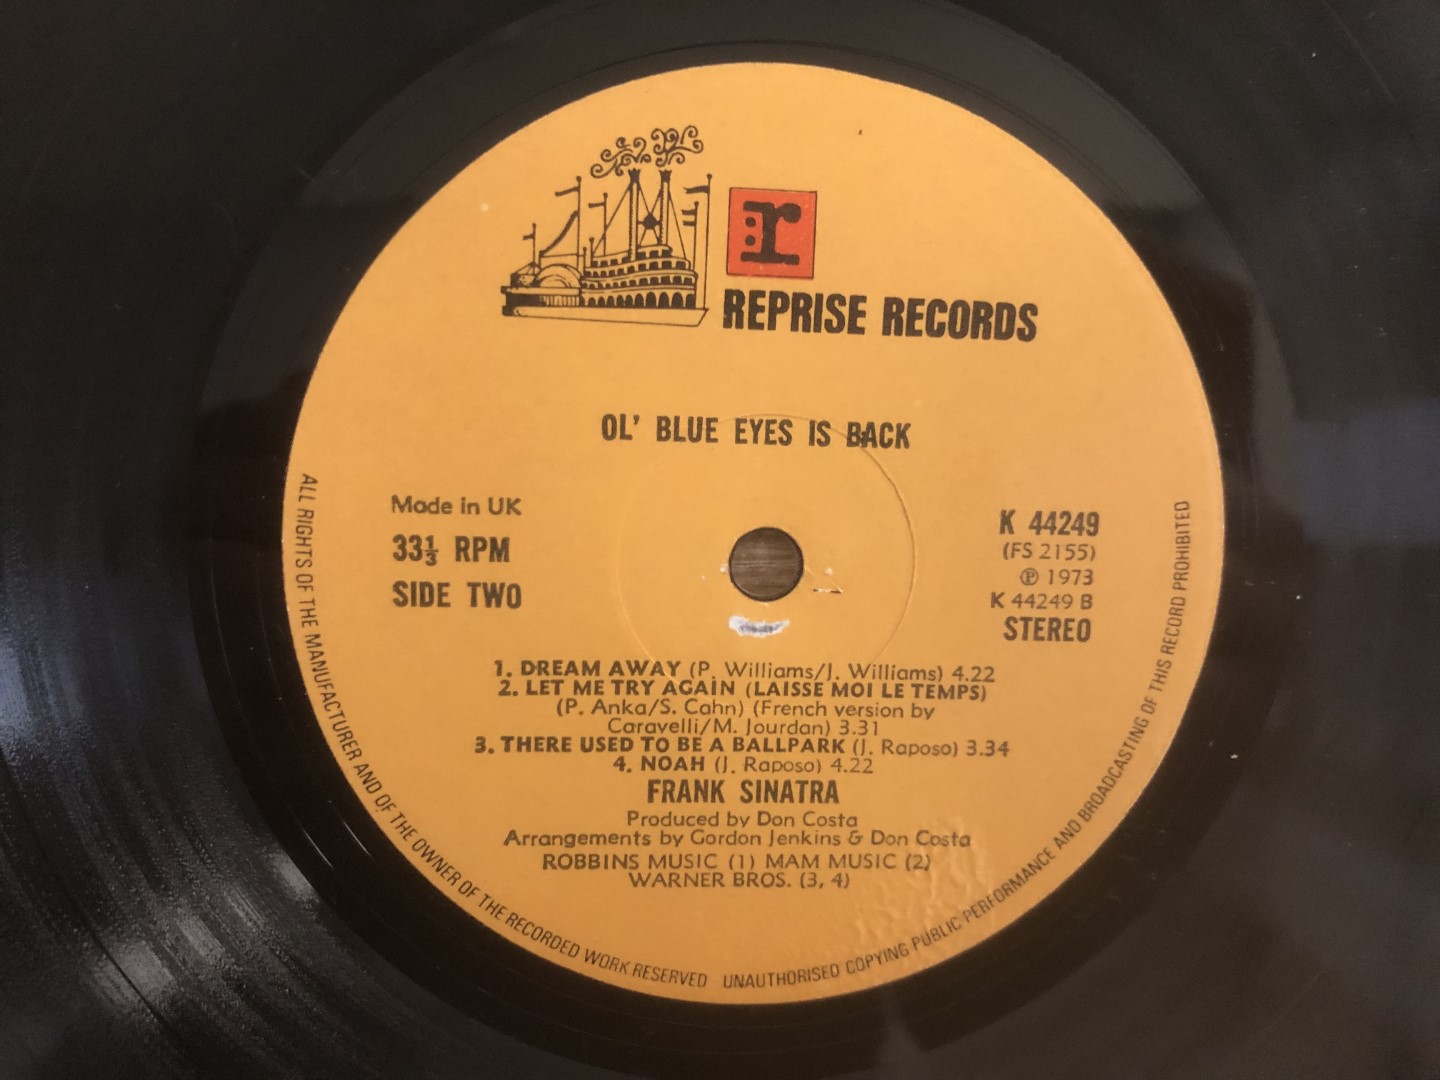 r
REPRISE RECORDS
OL' BLUE EYES IS BACK
Made in UK
33⅓ RPM
SIDE TWO
K 44249
(FS 2155)
℗ 1973
K 44249 B
STEREO
1. DREAM AWAY (P. Williams/J. Williams) 4.22
2. LET ME TRY AGAIN (LAISSE MOI LE TEMPS)
(P. Anka/S. Cahn) (French version by
Caravelli/M. Jourdan) 3.31
3. THERE USED TO BE A BALLPARK (J. Raposo) 3.34
4. NOAH (J. Raposo) 4.22
FRANK SINATRA
Produced by Don Costa
Arrangements by Gordon Jenkins & Don Costa
ROBBINS MUSIC (1) MAM MUSIC (2)
WARNER BROS. (3, 4)
ALL RIGHTS OF THE MANUFACTURER AND OF THE OWNER OF THE RECORDED WORK RESERVED UNAUTHORISED COPYING PUBLIC PERFORMANCE AND BROADCASTING OF THIS RECORD PROHIBITED